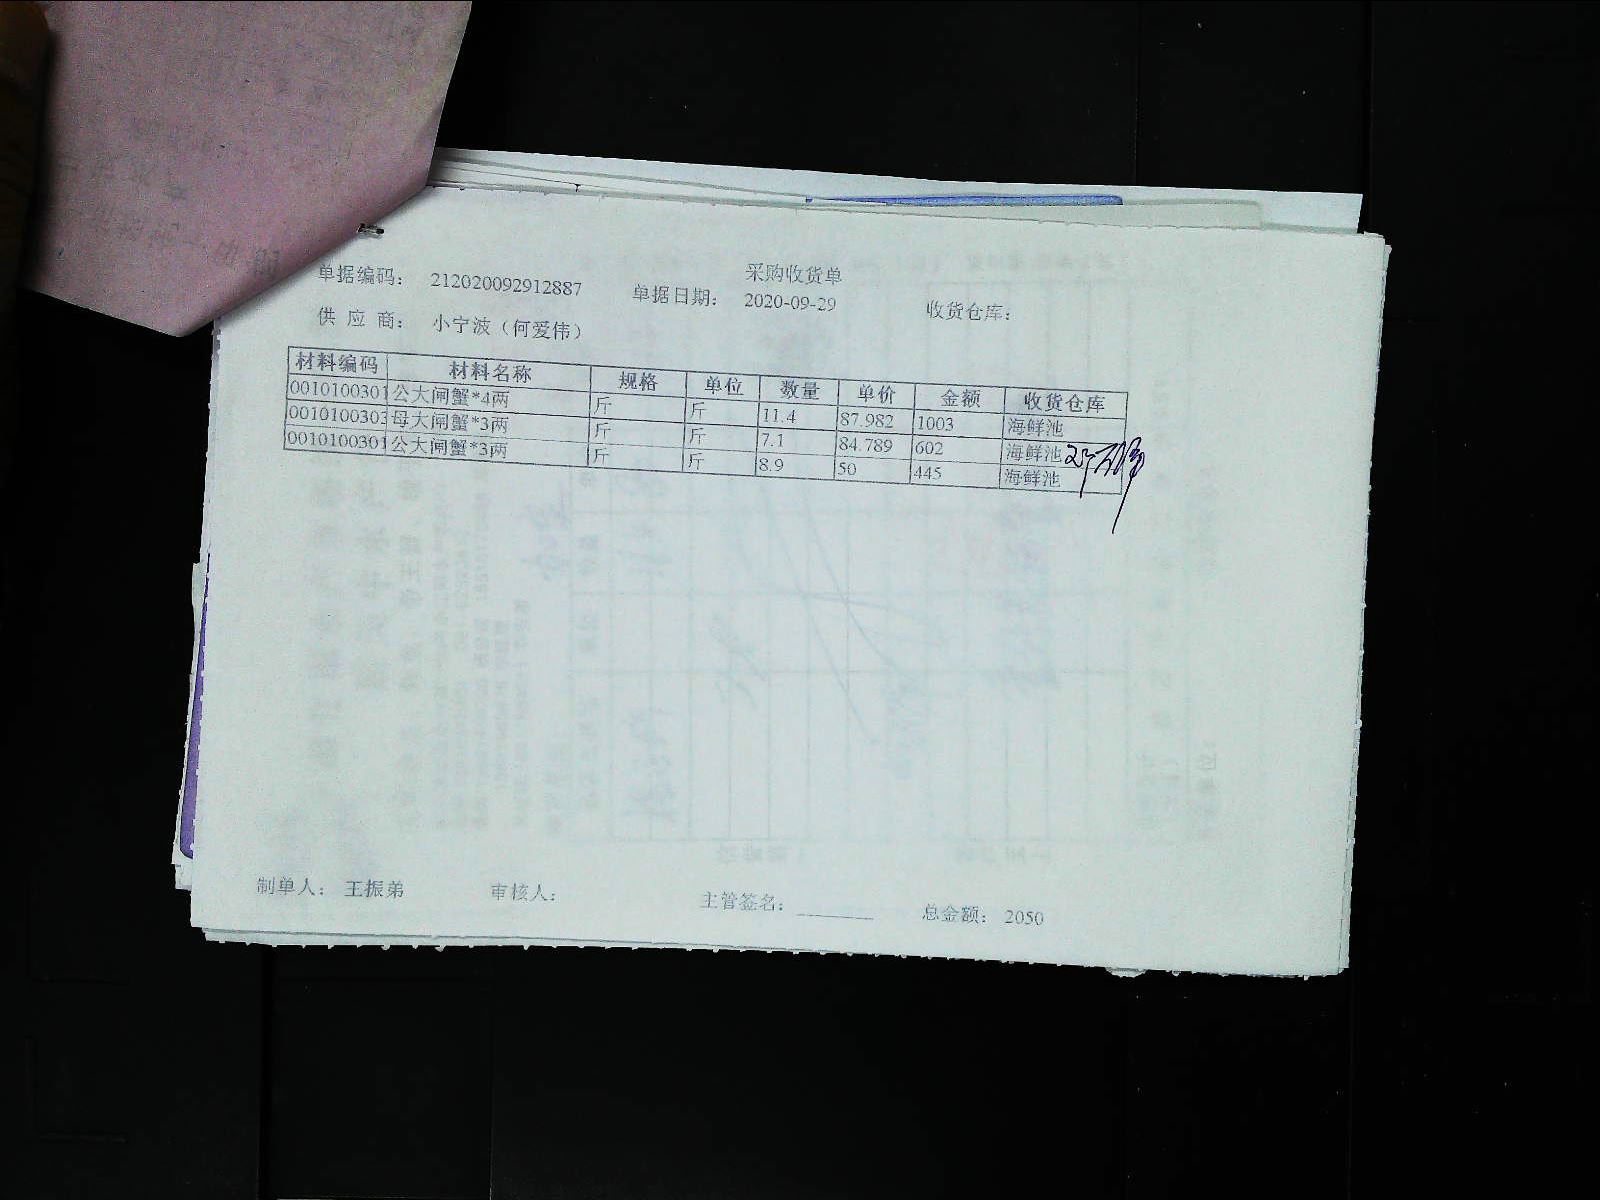 采购收货单
单据编码： 212020092912887 单据日期： 2020-09-29 收货仓库：
供 应 商： 小宁波（何爱伟）
材料编码 材料名称 规格 单位 数量 单价 金额 收货仓库
0010100301 公大闸蟹*4两 斤 斤 11.4 87.982 1003 海鲜池
0010100303 母大闸蟹*3两 斤 斤 7.1 84.789 602 海鲜池
0010100301 公大闸蟹*3两 斤 斤 8.9 50 445 海鲜池
制单人： 王振弟 审核人： 主管签名： 总金额： 2050